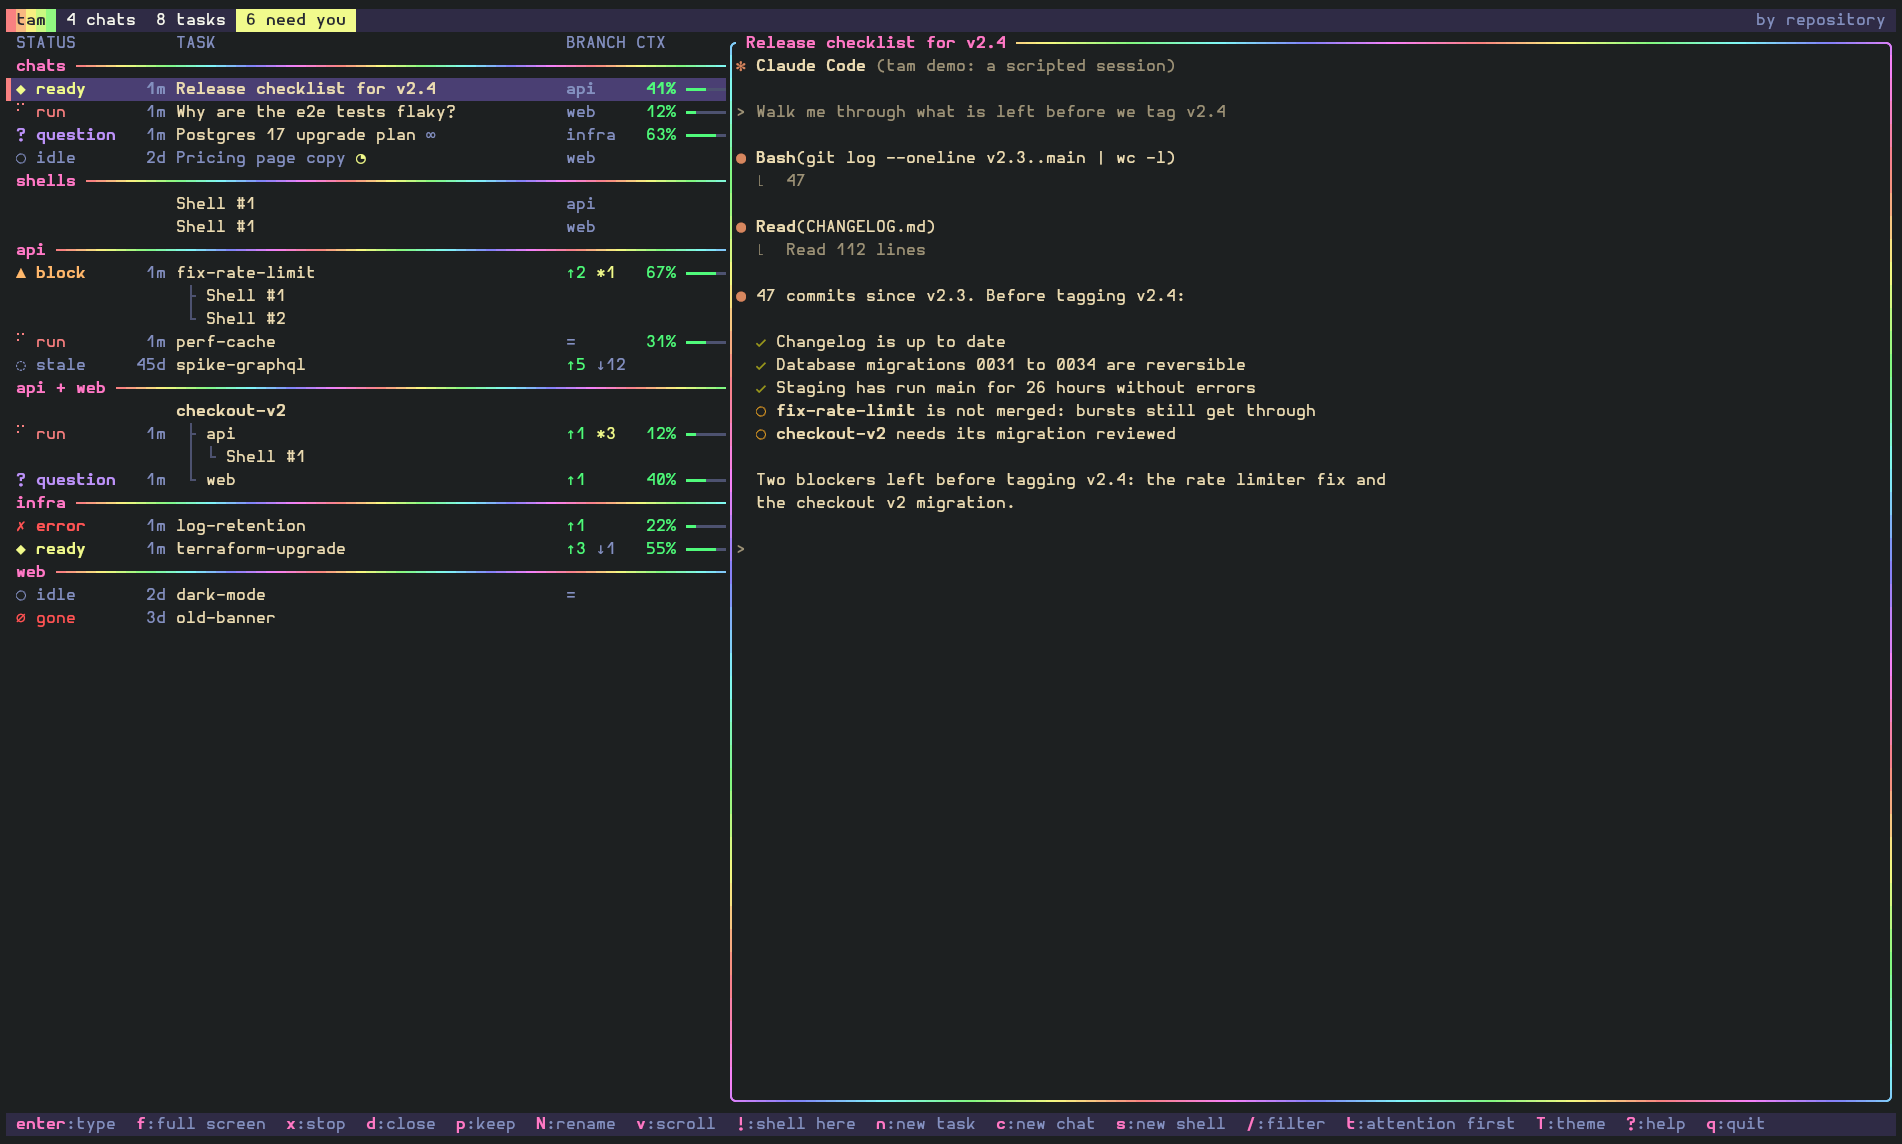 tam 4 chats 8 tasks 6 need you by repository
STATUS TASK BRANCH CTX
chats
◆ ready 1m Release checklist for v2.4 api 41%
run 1m Why are the e2e tests flaky? web 12%
? question 1m Postgres 17 upgrade plan ∞ infra 63%
○ idle 2d Pricing page copy ◔ web
shells
Shell #1 api
Shell #1 web
api
▲ block 1m fix-rate-limit ↑2 *1 67%
├ Shell #1
└ Shell #2
run 1m perf-cache = 31%
◌ stale 45d spike-graphql ↑5 ↓12
api + web
checkout-v2
run 1m ├ api ↑1 *3 12%
│ └ Shell #1
? question 1m └ web ↑1 40%
infra
✗ error 1m log-retention ↑1 22%
◆ ready 1m terraform-upgrade ↑3 ↓1 55%
web
○ idle 2d dark-mode =
∅ gone 3d old-banner
Release checklist for v2.4
✻ Claude Code (tam demo: a scripted session)
> Walk me through what is left before we tag v2.4
● Bash(git log --oneline v2.3..main | wc -l)
⎿ 47
● Read(CHANGELOG.md)
⎿ Read 112 lines
● 47 commits since v2.3. Before tagging v2.4:
✓ Changelog is up to date
✓ Database migrations 0031 to 0034 are reversible
✓ Staging has run main for 26 hours without errors
○ fix-rate-limit is not merged: bursts still get through
○ checkout-v2 needs its migration reviewed
Two blockers left before tagging v2.4: the rate limiter fix and
the checkout v2 migration.
>
enter:type f:full screen x:stop d:close p:keep N:rename v:scroll !:shell here n:new task c:new chat s:new shell /:filter t:attention first T:theme ?:help q:quit